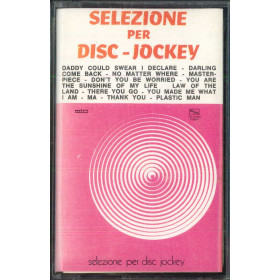 SELEZIONE
PER
DISC-JOCKEY
DADDY COULD SWEAR I DECLARE - DARLING
COME BACK - NO MATTER WHERE - MASTER-
PIECE - DON'T YOU BE WORRIED - YOU ARE
THE SUNSHINE OF MY LIFE LAW OF THE
LAND - THERE YOU GO - YOU MADE ME WHAT
I AM - MA - THANK YOU - PLASTIC MAN
selezione per disc jockey